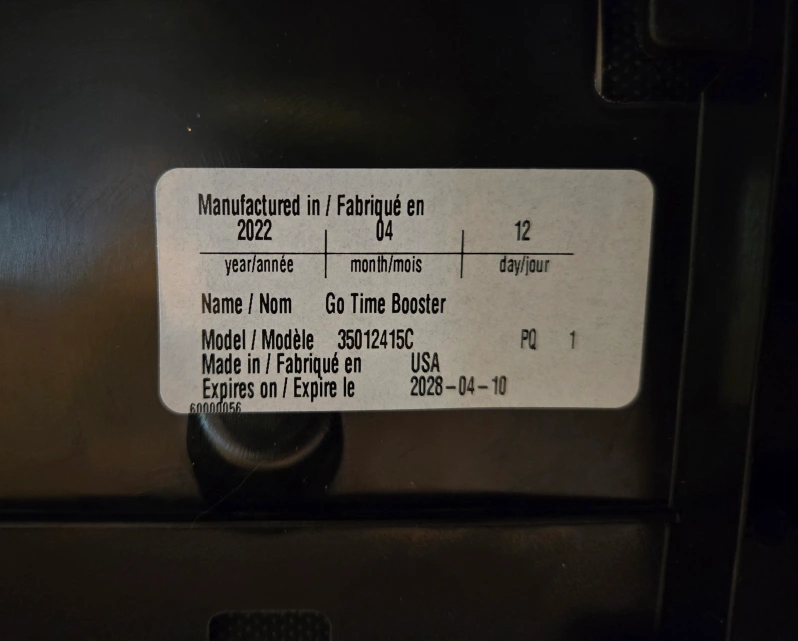 Manufactured in / Fabriqué en
2022 04 12
year/année month/mois day/jour
Name / Nom Go Time Booster
Model / Modèle 35012415C PQ 1
Made in / Fabriqué en USA
Expires on / Expire le 2028-04-10
60000056